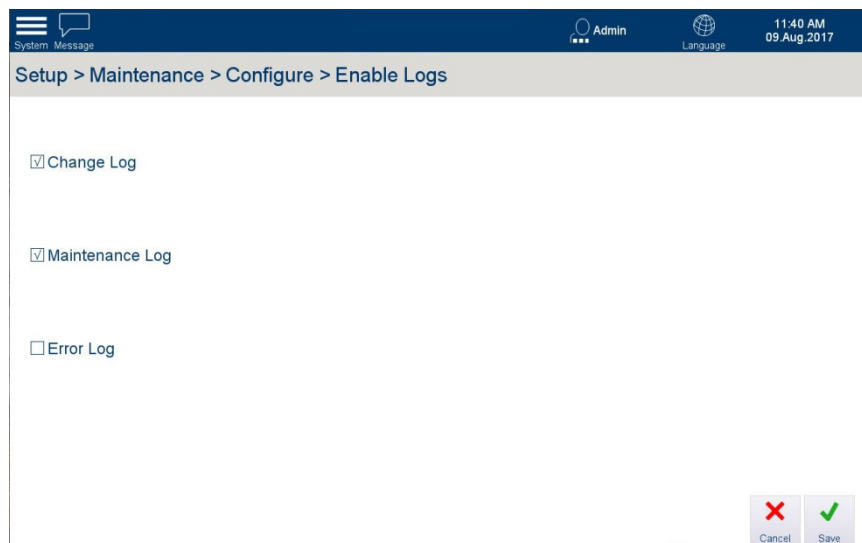 System Message
Admin
Language
11:40 AM
09.Aug.2017
Setup > Maintenance > Configure > Enable Logs
Change Log
Maintenance Log
Error Log
Cancel Save